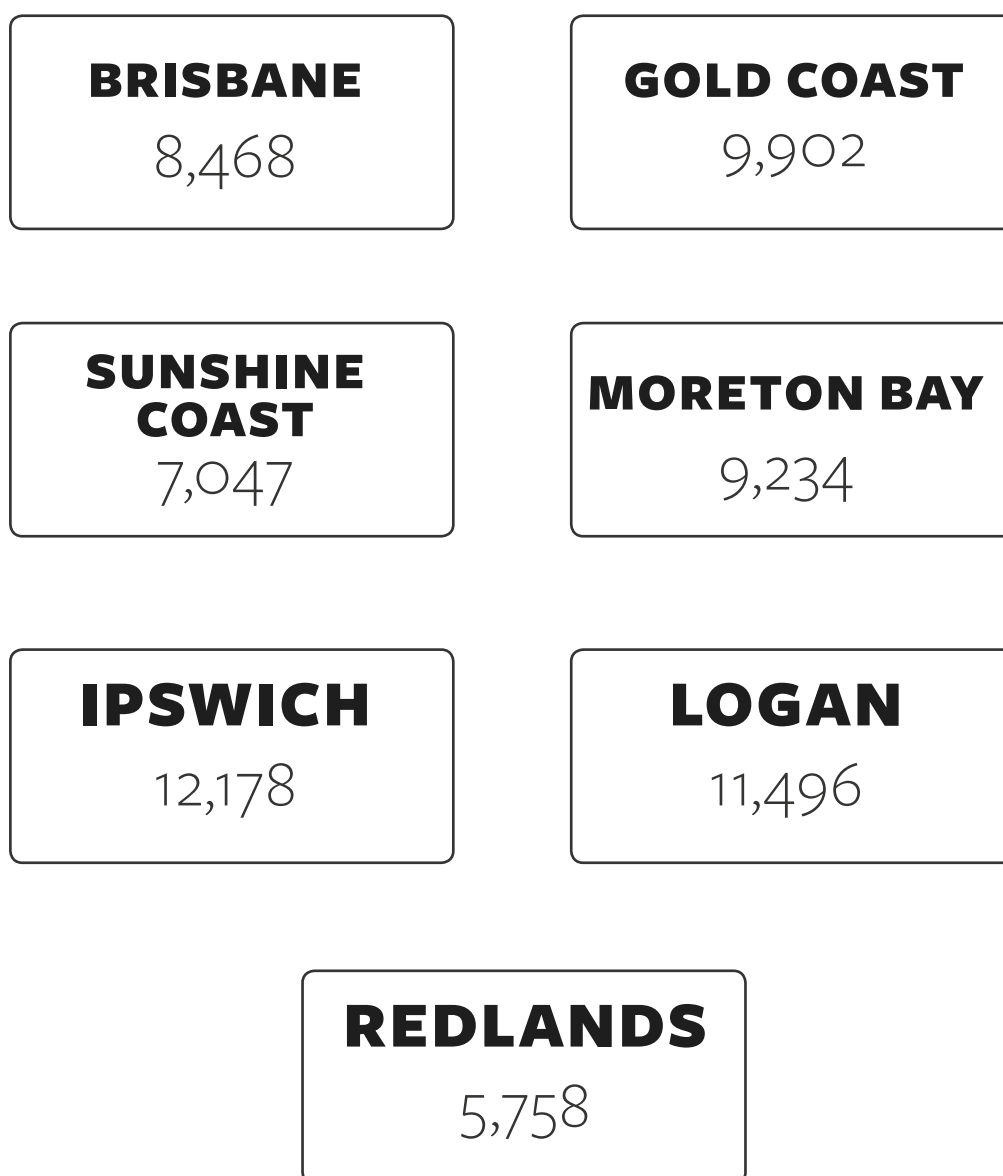 BRISBANE
8,468
GOLD COAST
9,902
SUNSHINE
COAST
7,047
MORETON BAY
9,234
IPSWICH
12,178
LOGAN
11,496
REDLANDS
5,758